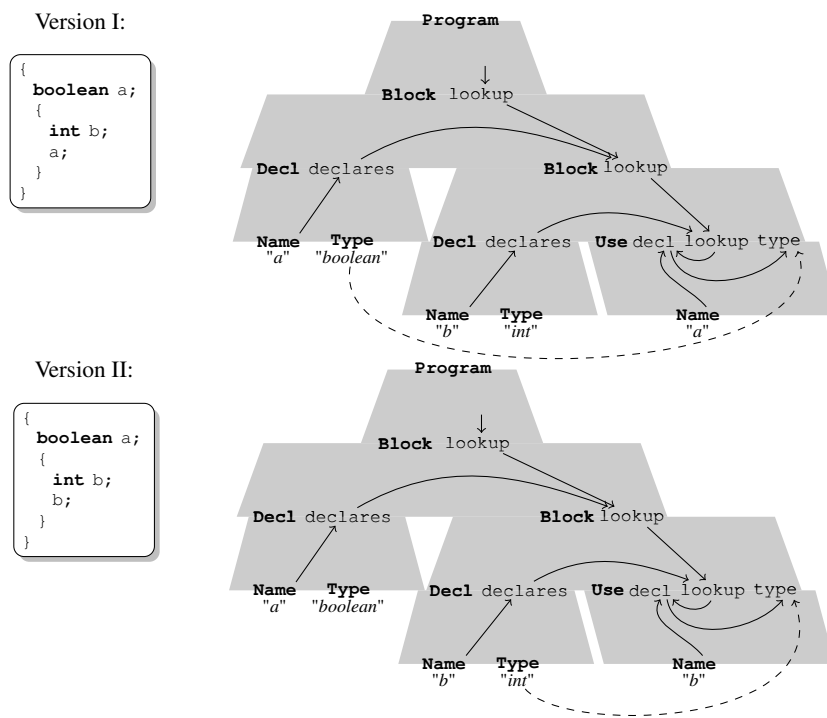 Version I:
{
boolean a;
{
int b;
a;
}
}
Program
Block lookup
Decl declares
Block lookup
Name
"a"
Type
"boolean"
Decl declares
Use decl lookup type
Name
"b"
Type
"int"
Name
"a"
Version II:
{
boolean a;
{
int b;
b;
}
}
Program
Block lookup
Decl declares
Block lookup
Name
"a"
Type
"boolean"
Decl declares
Use decl lookup type
Name
"b"
Type
"int"
Name
"b"